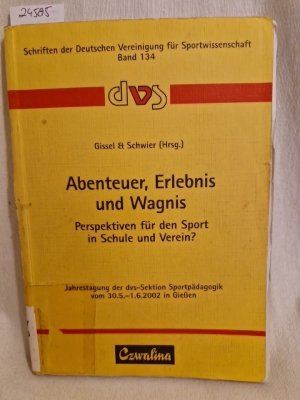 24585
Schriften der Deutschen Vereinigung für Sportwissenschaft
Band 134
dvs
Gissel & Schwier (Hrsg.)
Abenteuer, Erlebnis
und Wagnis
Perspektiven für den Sport
in Schule und Verein?
Jahrestagung der dvs-Sektion Sportpädagogik
vom 30.5.–1.6.2002 in Gießen
Czwalina